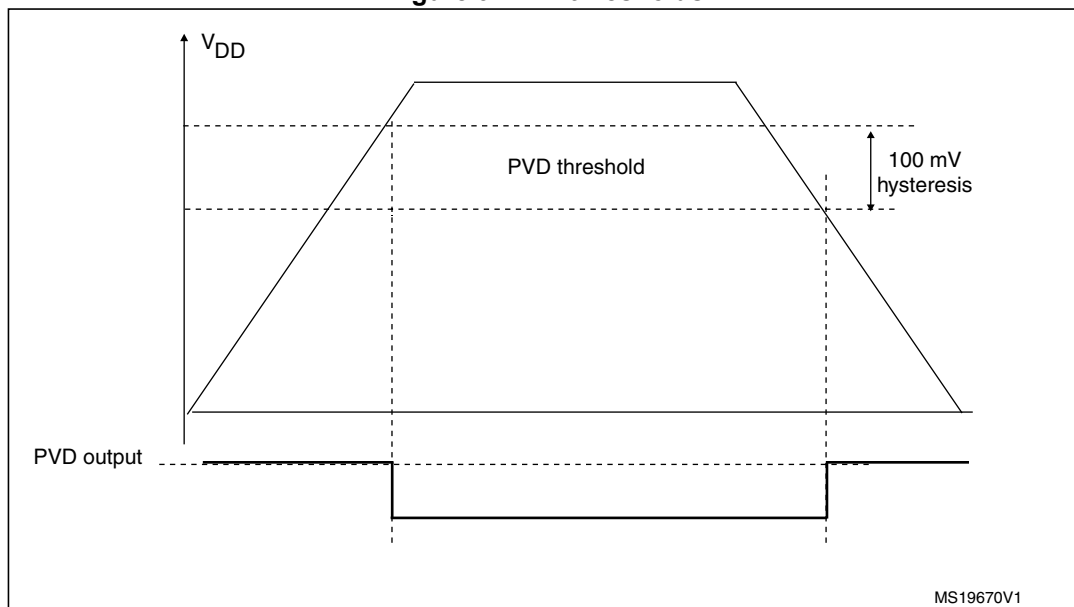 V DD
PVD threshold
100 mV
hysteresis
PVD output
MS19670V1